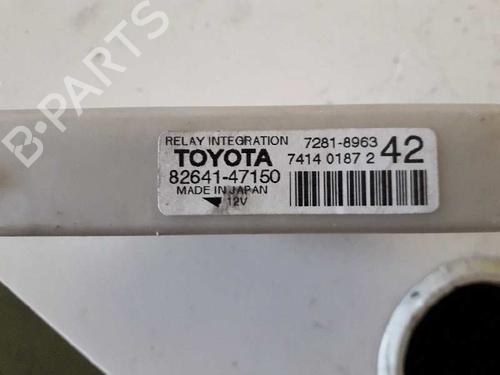 B-PARTS
RELAY INTEGRATION 7281-8963
TOYOTA 7414 0187 2 42
82641-47150
MADE IN JAPAN
12V